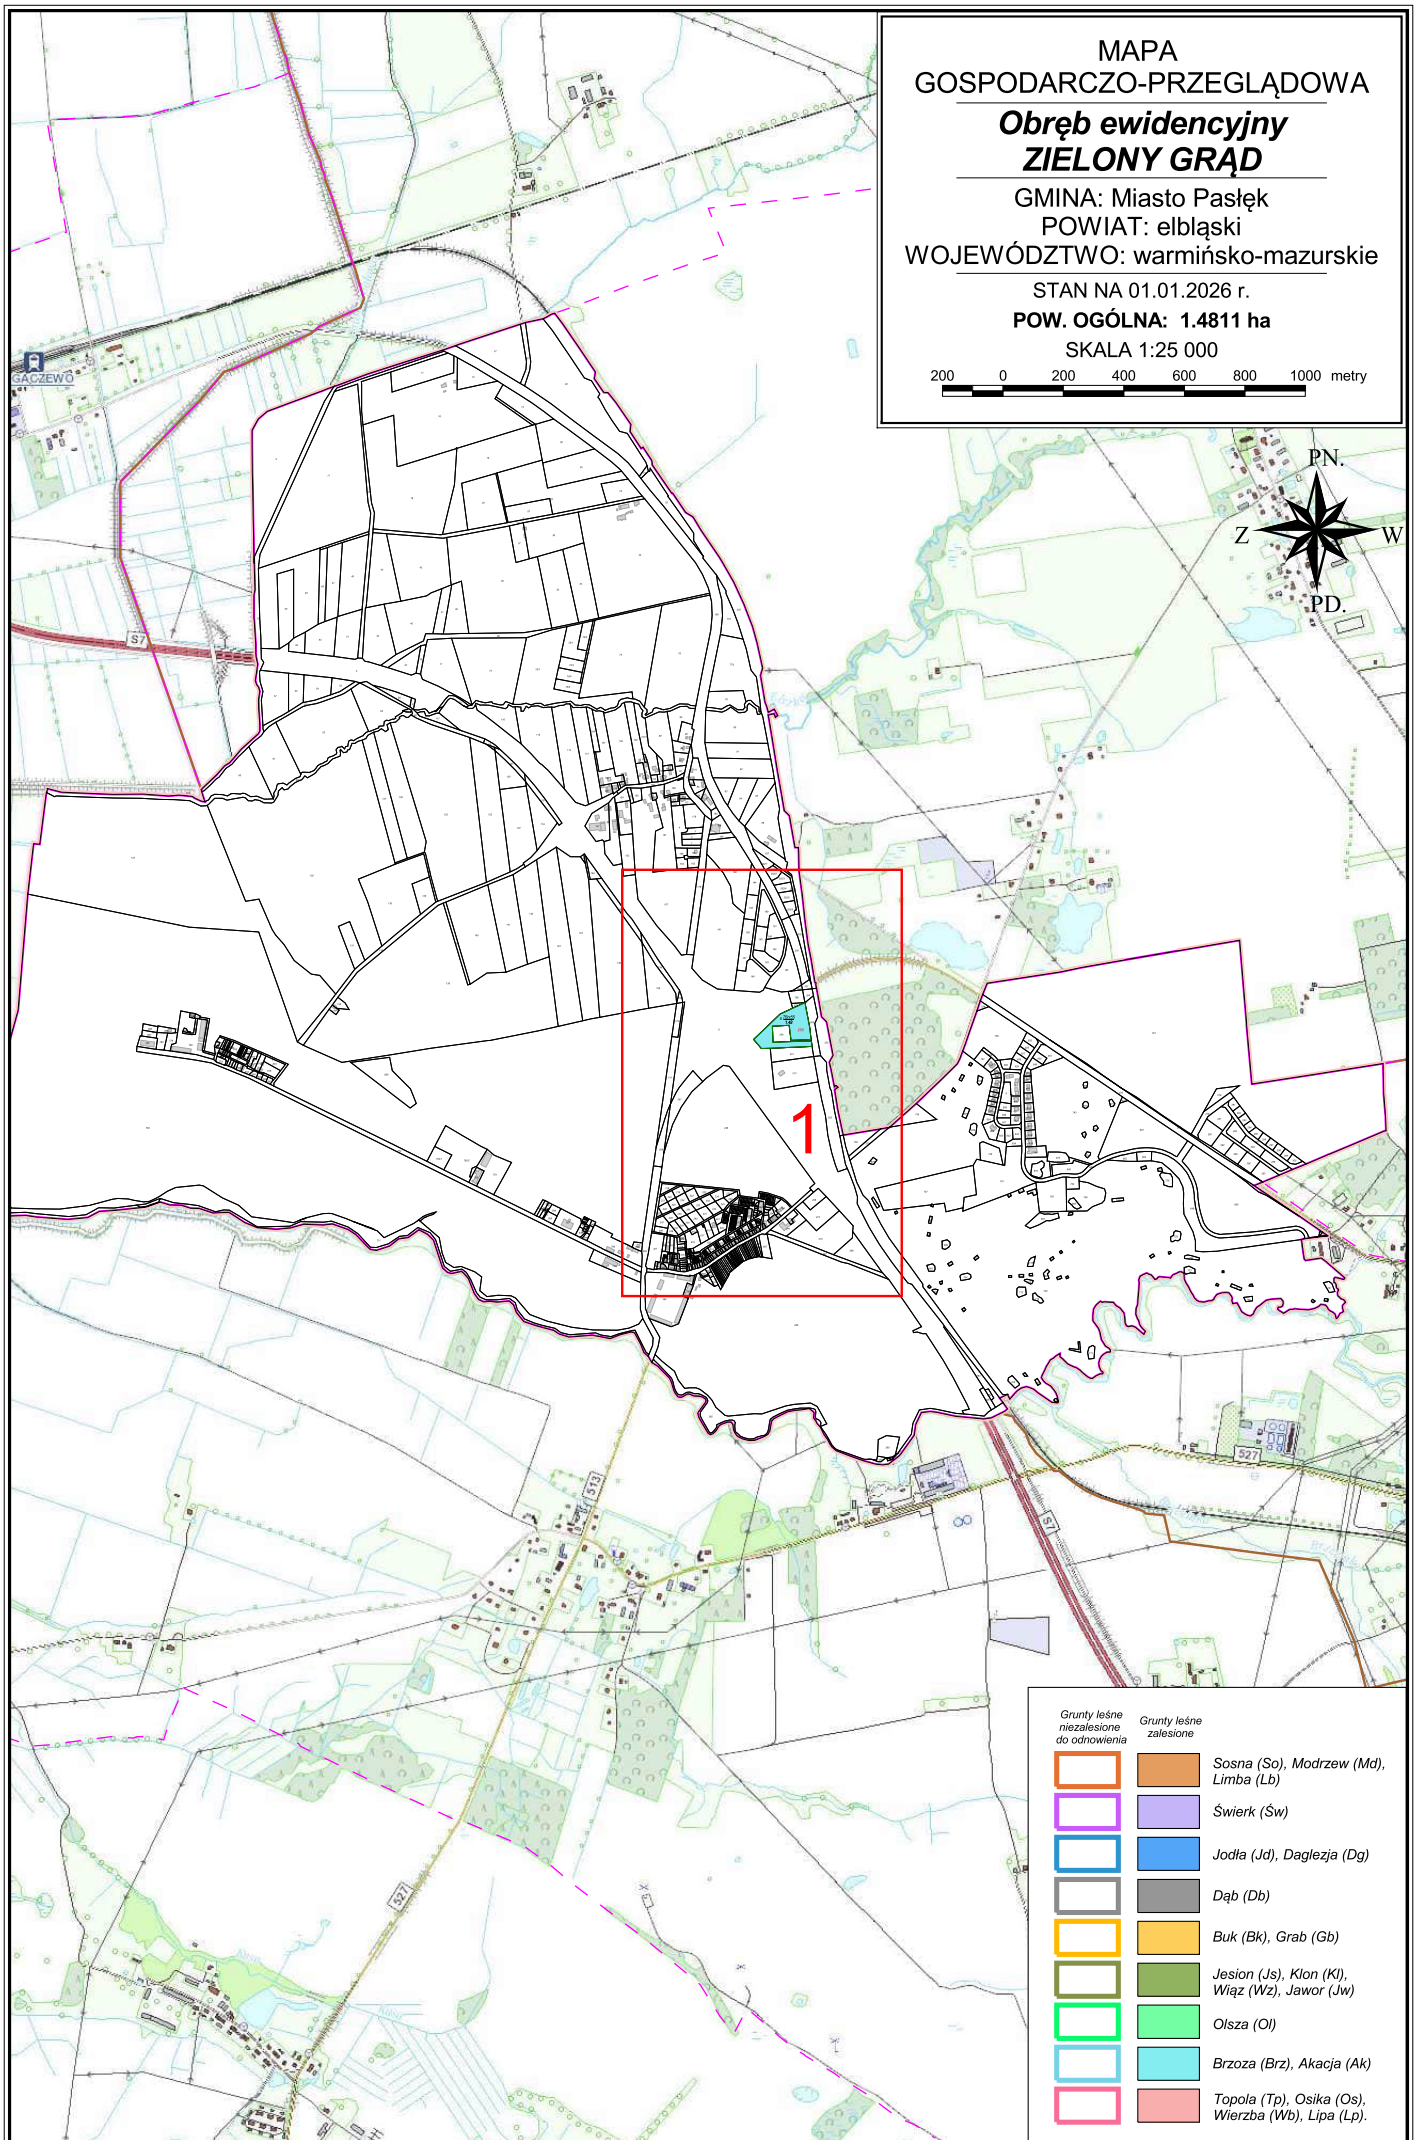 MAPA
GOSPODARCZO-PRZEGLĄDOWA
Obręb ewidencyjny
ZIELONY GRĄD
GMINA: Miasto Pasłęk
POWIAT: elbląski
WOJEWÓDZTWO: warmińsko-mazurskie
STAN NA 01.01.2026 r.
POW. OGÓLNA: 1.4811 ha
SKALA 1:25 000
200 0 200 400 600 800 1000 metry
PN.
Z W
PD.
S7
1
513
527
S7
527
Grunty leśne
niezalesione
do odnowienia
Grunty leśne
zalesione
Sosna (So), Modrzew (Md),
Limba (Lb)
Świerk (Św)
Jodła (Jd), Daglezja (Dg)
Dąb (Db)
Buk (Bk), Grab (Gb)
Jesion (Js), Klon (Kl),
Wiąz (Wz), Jawor (Jw)
Olsza (Ol)
Brzoza (Brz), Akacja (Ak)
Topola (Tp), Osika (Os),
Wierzba (Wb), Lipa (Lp).